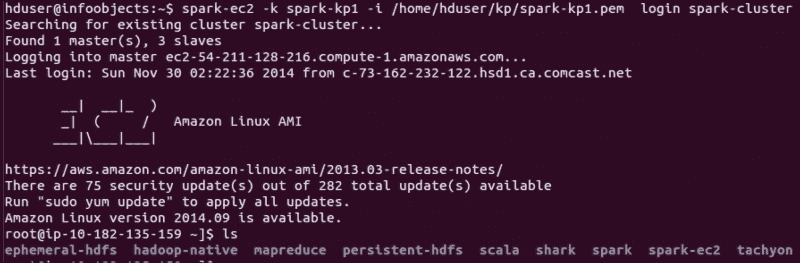 hduser@infoobjects:~$ spark-ec2 -k spark-kp1 -i /home/hduser/kp/spark-kp1.pem  login spark-cluster
Searching for existing cluster spark-cluster...
Found 1 master(s), 3 slaves
Logging into master ec2-54-211-128-216.compute-1.amazonaws.com...
Last login: Sun Nov 30 02:22:36 2014 from c-73-162-232-122.hsd1.ca.comcast.net
       __|  __|_  )
       _|  (     /   Amazon Linux AMI
      ___|\___|___|
https://aws.amazon.com/amazon-linux-ami/2013.03-release-notes/
There are 75 security update(s) out of 282 total update(s) available
Run "sudo yum update" to apply all updates.
Amazon Linux version 2014.09 is available.
root@ip-10-182-135-159 ~]$ ls
ephemeral-hdfs  hadoop-native  mapreduce  persistent-hdfs  scala  shark  spark  spark-ec2  tachyon